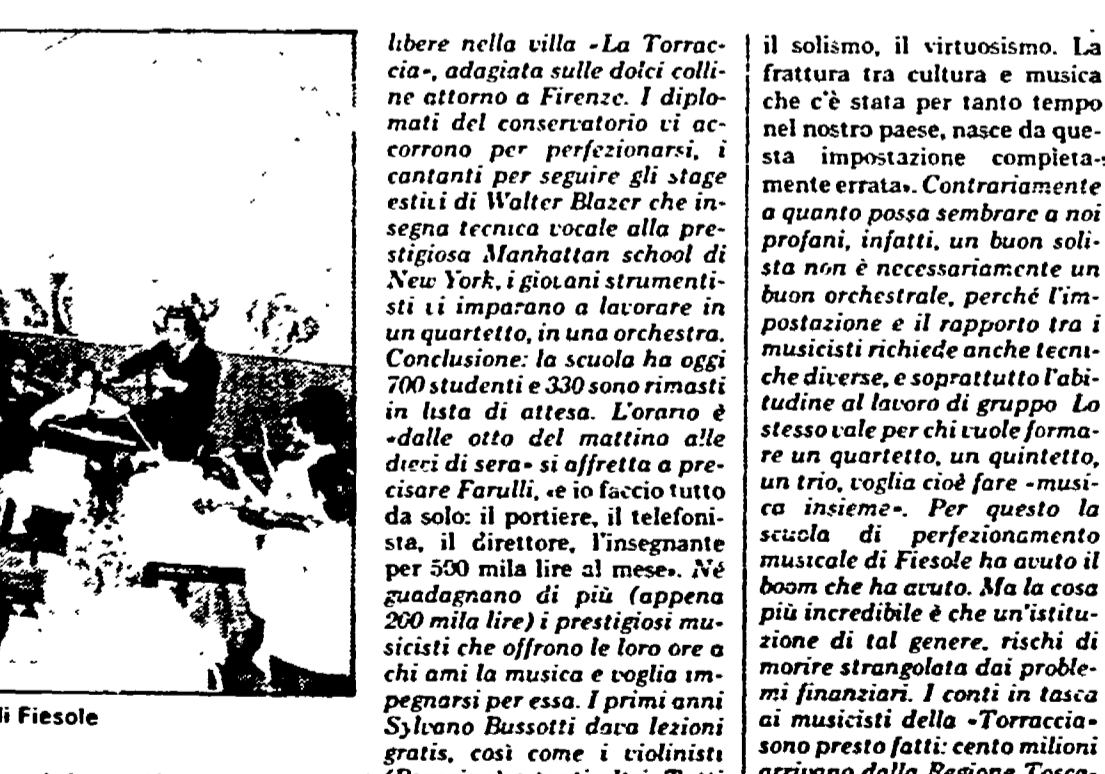 li Fiesole
libere nella villa «La Torrac-
cia», adagiata sulle dolci colli-
ne attorno a Firenze. I diplo-
mati del conservatorio vi ac-
corrono per perfezionarsi, i
cantanti per seguire gli stage
estivi di Walter Blazer che in-
segna tecnica vocale alla pre-
stigiosa Manhattan school di
New York, i giovani strumenti-
sti vi imparano a lavorare in
un quartetto, in una orchestra.
Conclusione: la scuola ha oggi
700 studenti e 330 sono rimasti
in lista di attesa. L'orario è
«dalle otto del mattino alle
dieci di sera» si affretta a pre-
cisare Farulli, «e io faccio tutto
da solo: il portiere, il telefoni-
sta, il direttore, l'insegnante
per 500 mila lire al mese». Né
guadagnano di più (appena
200 mila lire) i prestigiosi mu-
sicisti che offrono le loro ore a
chi ami la musica e voglia im-
pegnarsi per essa. I primi anni
Sylvano Bussotti dava lezioni
gratis, così come i violinisti
il solismo, il virtuosismo. La
frattura tra cultura e musica
che c'è stata per tanto tempo
nel nostro paese, nasce da que-
sta impostazione completa-
mente errata». Contrariamente
a quanto possa sembrare a noi
profani, infatti, un buon soli-
sta non è necessariamente un
buon orchestrale, perché l'im-
postazione e il rapporto tra i
musicisti richiede anche tecni-
che diverse, e soprattutto l'abi-
tudine al lavoro di gruppo Lo
stesso vale per chi vuole forma-
re un quartetto, un quintetto,
un trio, voglia cioè fare «musi-
ca insieme». Per questo la
scuola di perfezionamento
musicale di Fiesole ha avuto il
boom che ha avuto. Ma la cosa
più incredibile è che un'istitu-
zione di tal genere, rischi di
morire strangolata dai proble-
mi finanziari. I conti in tasca
ai musicisti della «Torraccia»
sono presto fatti: cento milioni
arrivano dalla Regione Tosca-